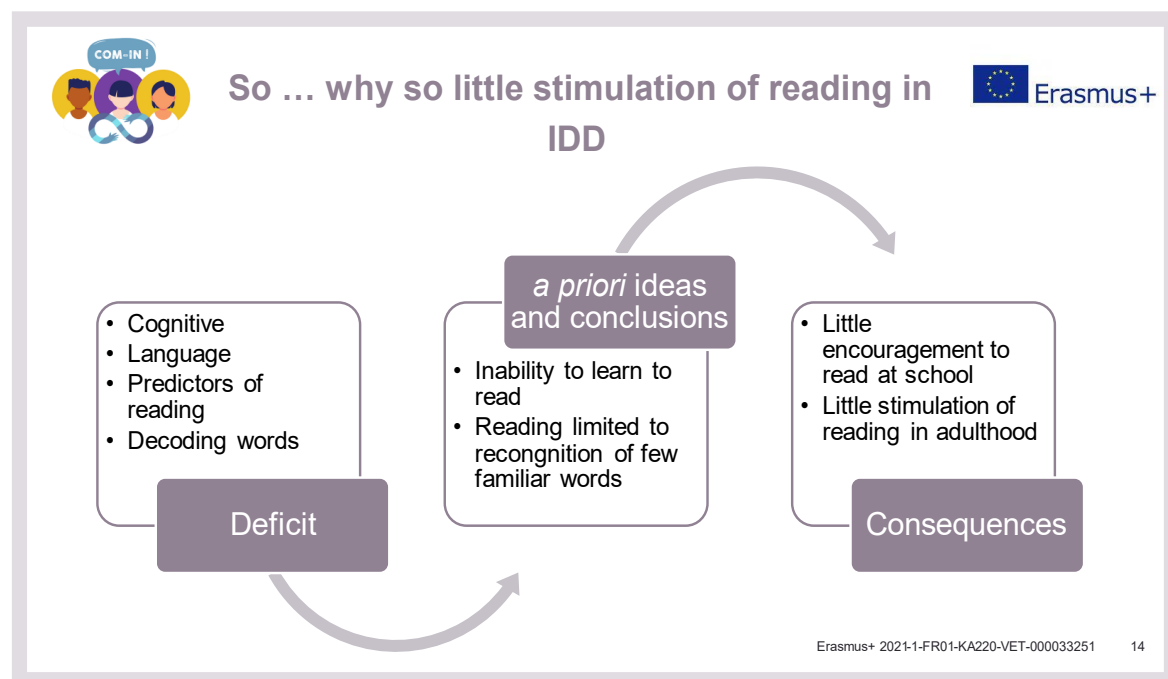 COM-IN !
So … why so little stimulation of reading in
IDD
Erasmus+
• Cognitive
• Language
• Predictors of
reading
• Decoding words
Deficit
a priori ideas
and conclusions
• Inability to learn to
read
• Reading limited to
recongnition of few
familiar words
• Little
encouragement to
read at school
• Little stimulation of
reading in adulthood
Consequences
Erasmus+ 2021-1-FR01-KA220-VET-000033251 14